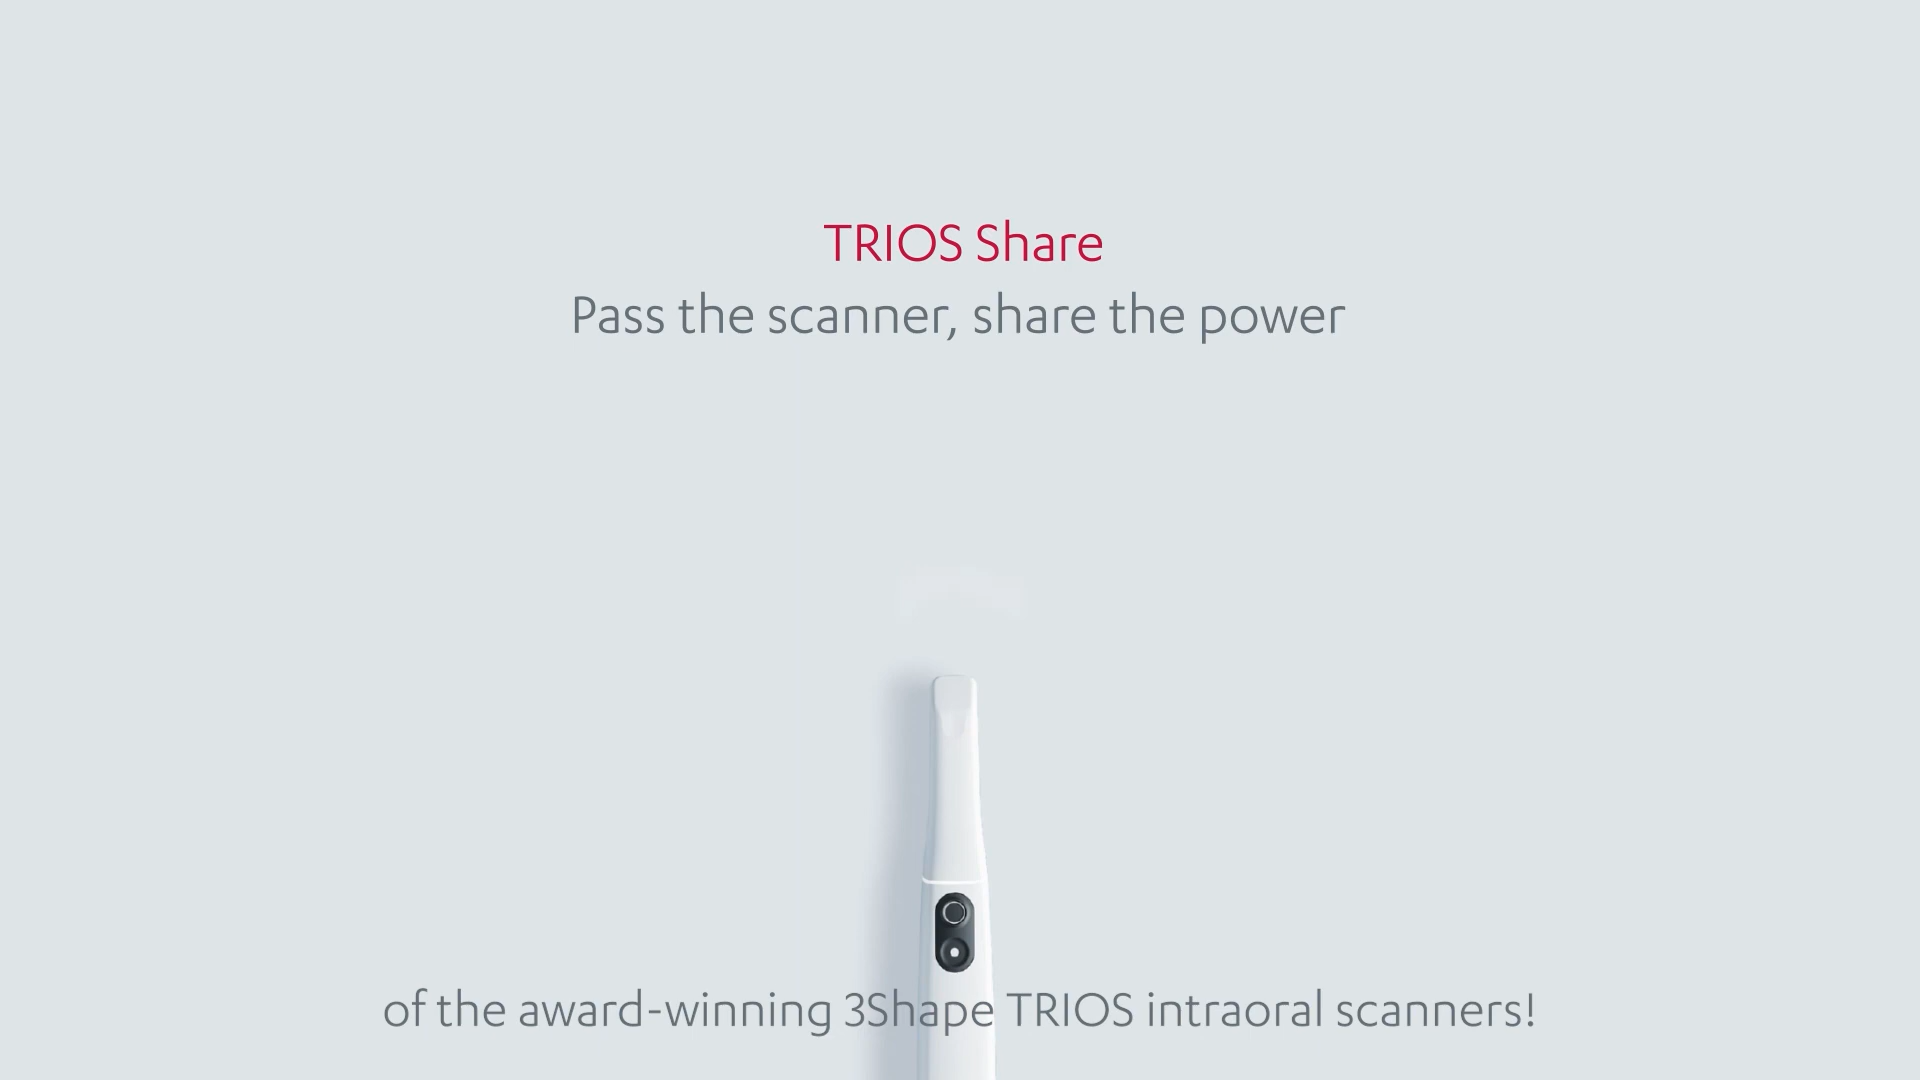 TRIOS Share
Pass the scanner, share the power
of the award-winning 3Shape TRIOS intraoral scanners!